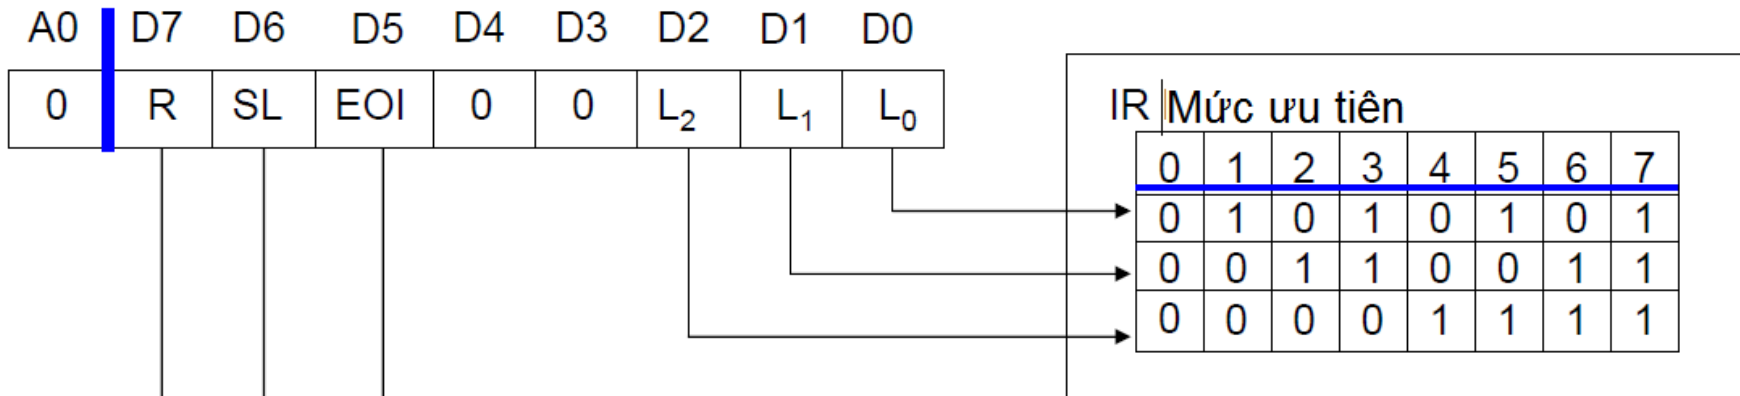 A0 D7 D6 D5 D4 D3 D2 D1 D0
0 R SL EOI 0 0 L₂ L₁ L₀
IR Mức ưu tiên
0 1 2 3 4 5 6 7
0 1 0 1 0 1 0 1
0 0 1 1 0 0 1 1
0 0 0 0 1 1 1 1